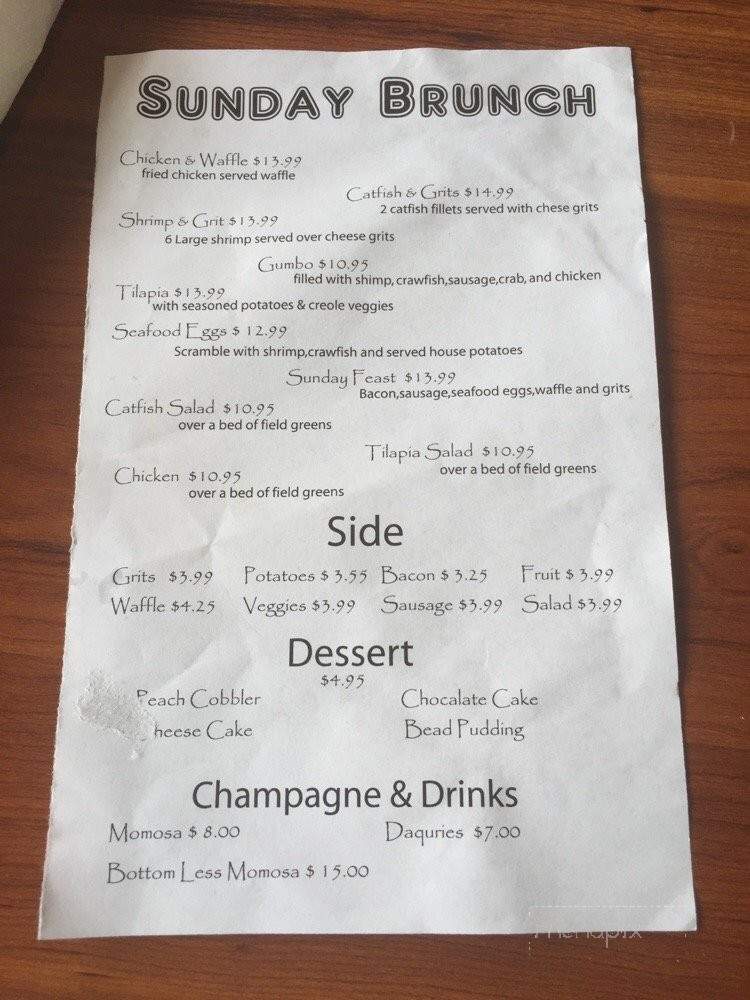 SUNDAY BRUNCH
Chicken & Waffle $13.99
fried chicken served waffle
Catfish & Grits $14.99
2 catfish fillets served with chese grits
Shrimp & Grit $13.99
6 Large shrimp served over cheese grits
Gumbo $10.95
filled with shimp, crawfish,sausage,crab, and chicken
Tilapia $13.99
with seasoned potatoes & creole veggies
Seafood Eggs $ 12.99
Scramble with shrimp,crawfish and served house potatoes
Sunday Feast $13.99
Bacon,sausage,seafood eggs,waffle and grits
Catfish Salad $10.95
over a bed of field greens
Tilapia Salad $10.95
over a bed of field greens
Chicken $10.95
over a bed of field greens
Side
Grits $3.99 Potatoes $ 3.55 Bacon $ 3.25 Fruit $ 3.99
Waffle $4.25 Veggies $3.99 Sausage $3.99 Salad $3.99
Dessert
$4.95
Peach Cobbler Chocalate Cake
heese Cake Bead Pudding
Champagne & Drinks
Momosa $ 8.00 Daquries $7.00
Bottom Less Momosa $ 15.00